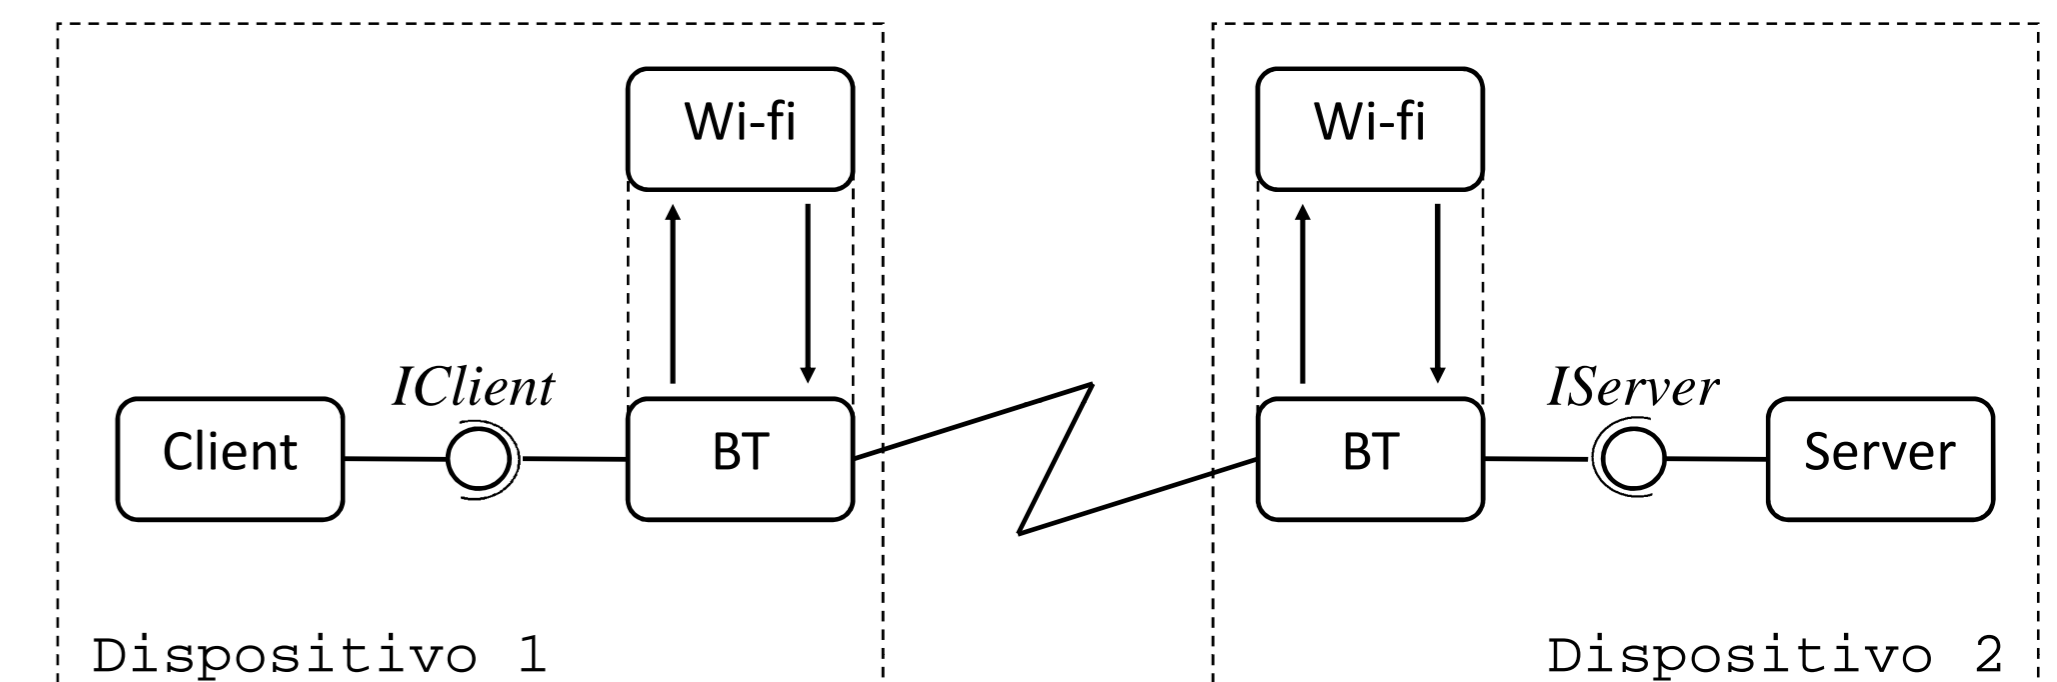 Wi-fi
Wi-fi
IClient
IServer
Client
BT
BT
Server
Dispositivo 1
Dispositivo 2